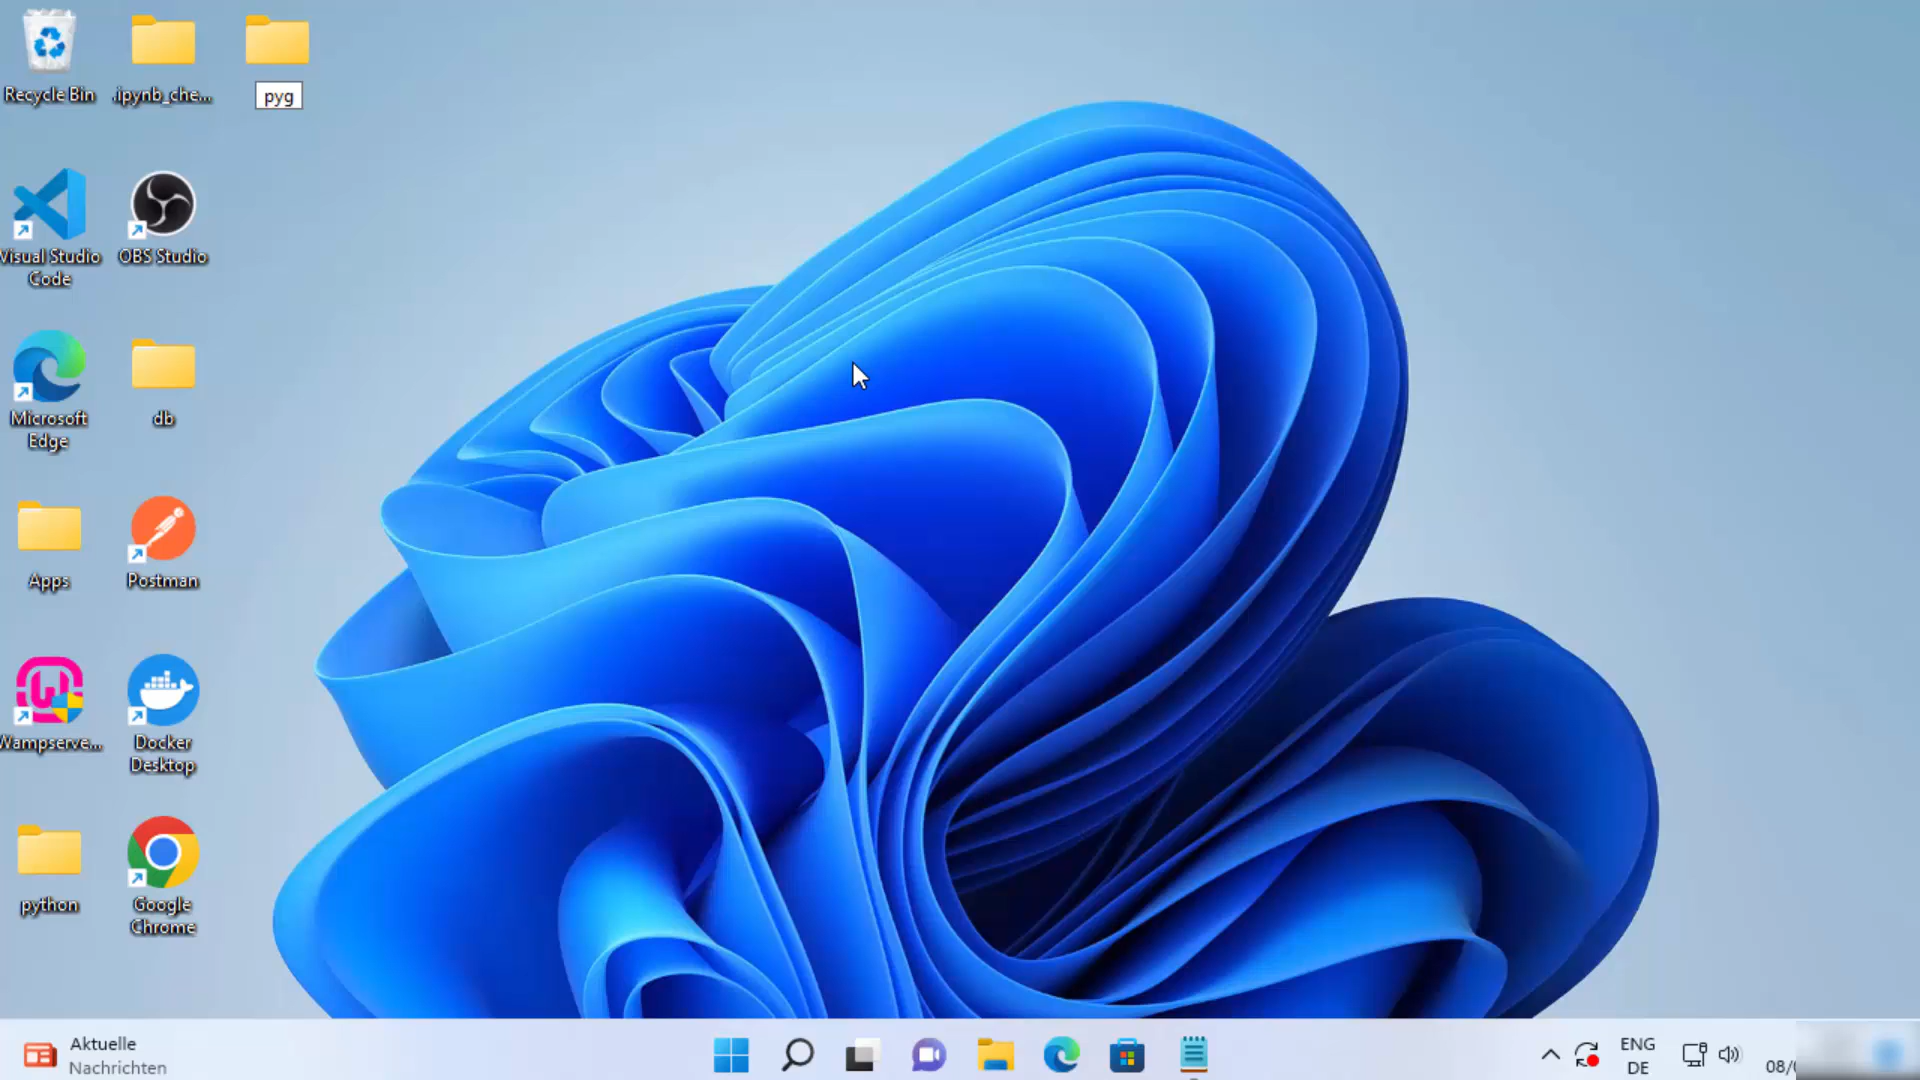 Recycle Bin
.ipynb_che...
pyg
Visual Studio
Code
OBS Studio
Microsoft
Edge
db
Apps
Postman
Wampserve...
Docker
Desktop
python
Google
Chrome
Aktuelle
Nachrichten
ENG
DE
08/